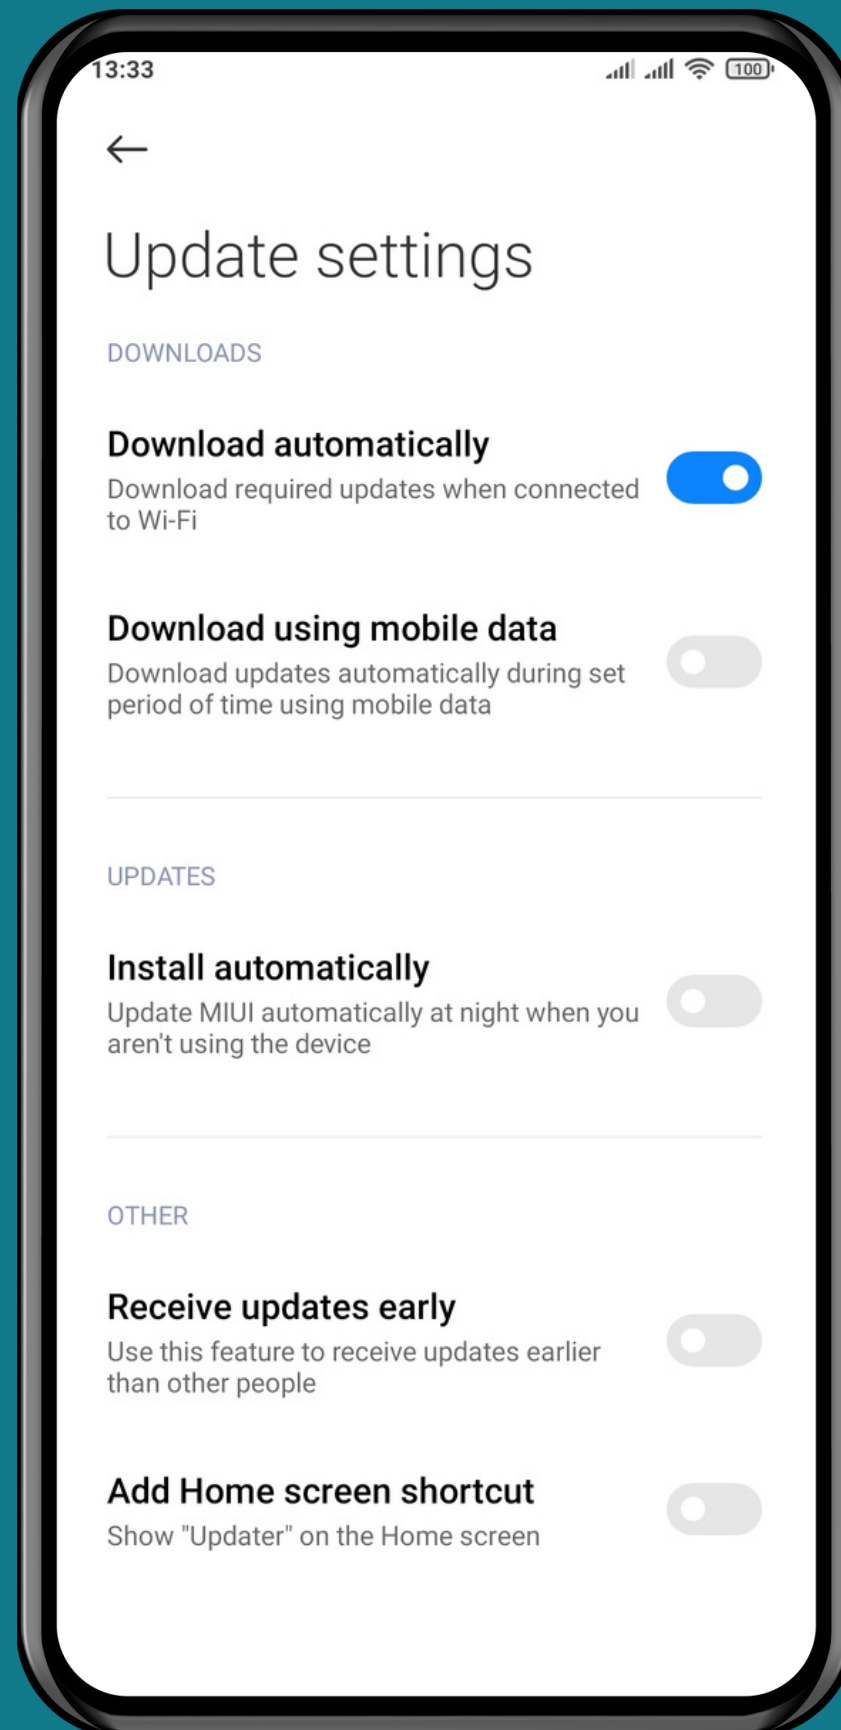 13:33
100
Update settings
DOWNLOADS
Download automatically
Download required updates when connected
to Wi-Fi
Download using mobile data
Download updates automatically during set
period of time using mobile data
UPDATES
Install automatically
Update MIUI automatically at night when you
aren't using the device
OTHER
Receive updates early
Use this feature to receive updates earlier
than other people
Add Home screen shortcut
Show "Updater" on the Home screen